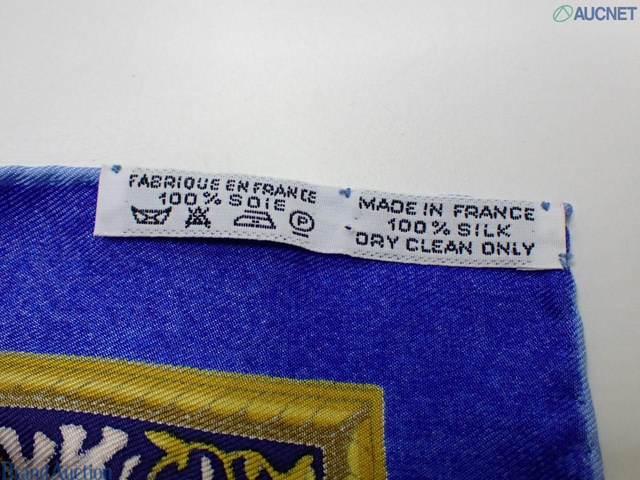 AUCNET
FABRIQUE EN FRANCE
100% SOIE
P
MADE IN FRANCE
100% SILK
DRY CLEAN ONLY
Brand Auction